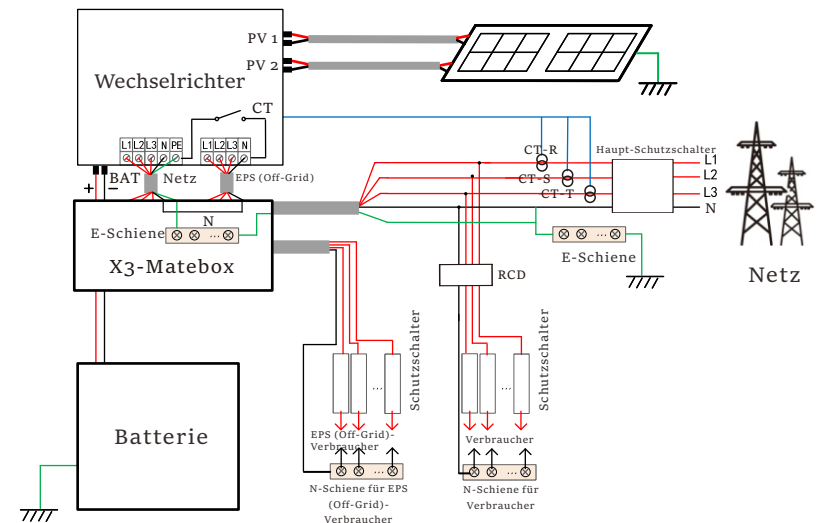 PV 1
PV 2
Wechselrichter
CT
L1 L2 L3 N PE
L1 L2 L3 N
+ BAT −
Netz
EPS (Off-Grid)
N
E-Schiene
...
X3-Matebox
Batterie
CT-R
CT-S
CT-T
Haupt-Schutzschalter
L1
L2
L3
N
Netz
...
E-Schiene
RCD
...
Schutzschalter
...
Schutzschalter
EPS (Off-Grid)-
Verbraucher
Verbraucher
...
...
N-Schiene für EPS
(Off-Grid)-
Verbraucher
N-Schiene für
Verbraucher